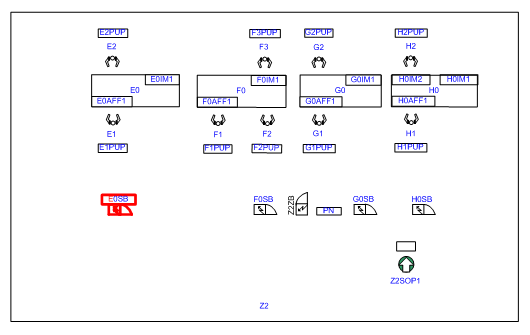 E2PUP F3PUP G2PUP H2PUP
E2 F3 G2 H2
E0IM1 F0IM1 G0IM1 H0IM2 H0IM1
E0 F0 G0 H0
E0AFF1 F0AFF1 G0AFF1 H0AFF1
E1 F1 F2 G1 H1
E1PUP F1PUP F2PUP G1PUP H1PUP
E0SB F0SB Z2ZB G0SB H0SB
PN
Z2SOP1
Z2